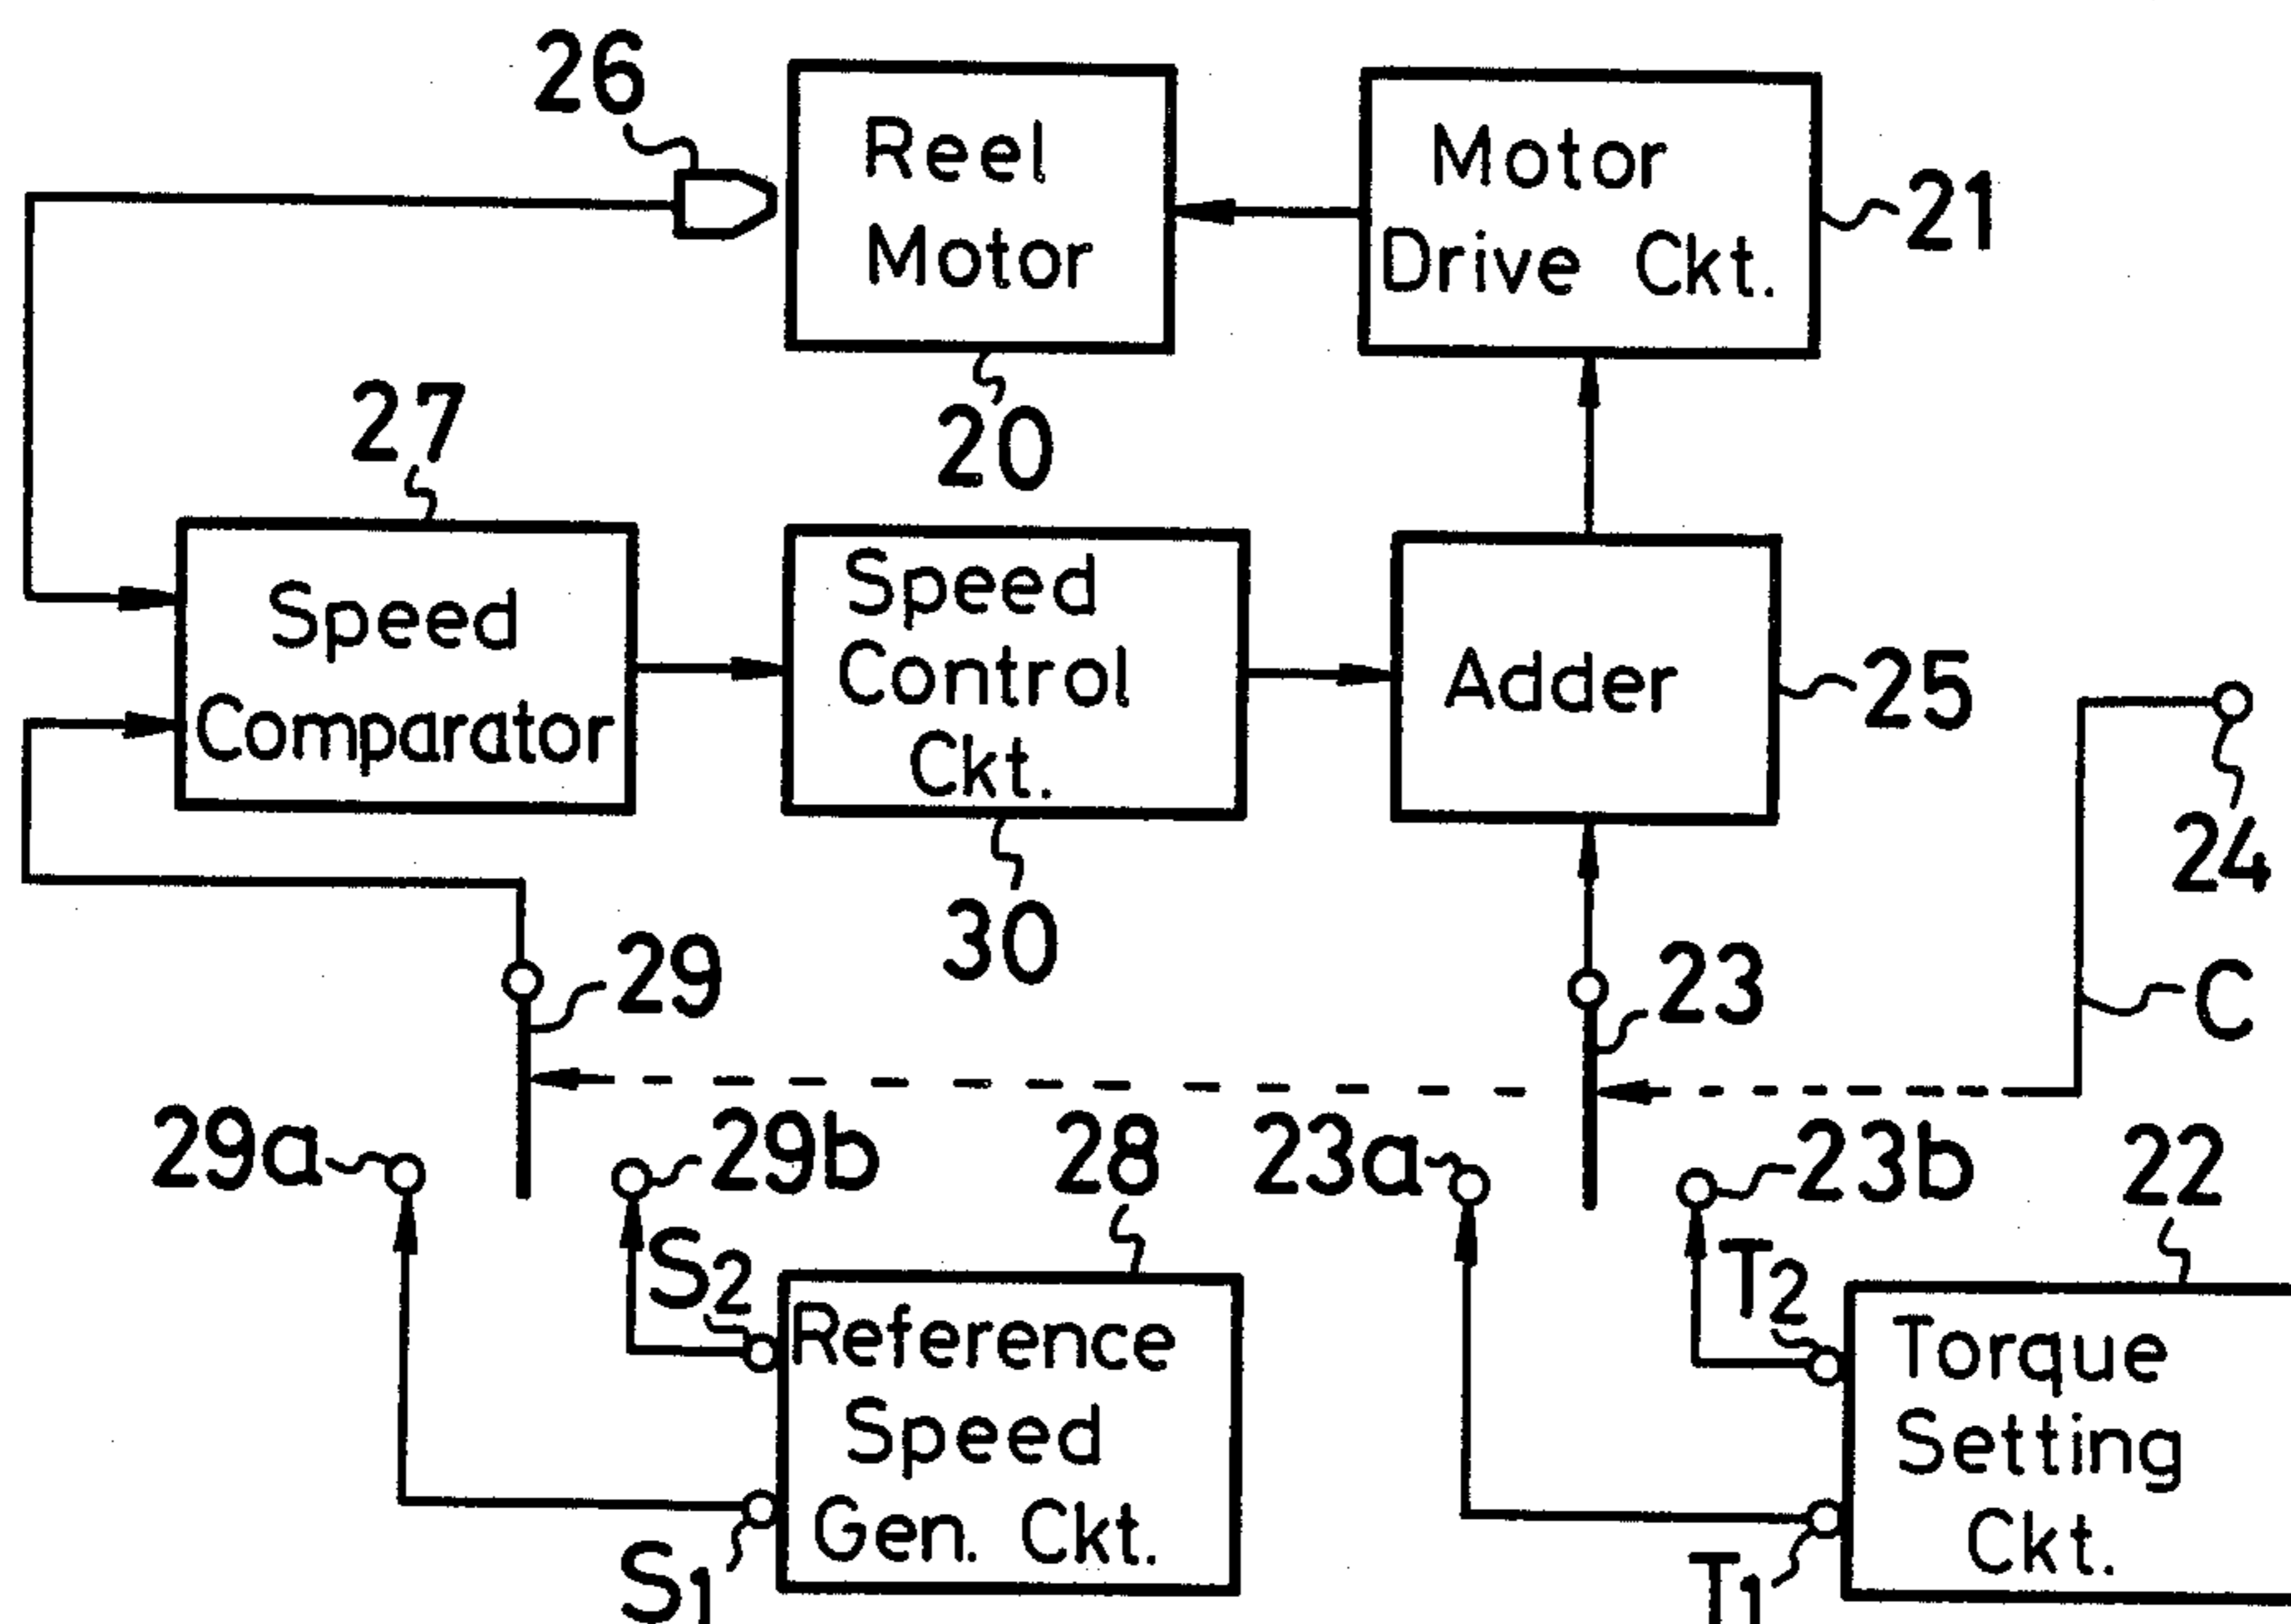 26
Reel
Motor
Motor
Drive Ckt.
21
20
27
Speed
Comparator
Speed
Control
Ckt.
Adder
25
24
30
29
23
C
29a
29b
28
23a
23b
22
S2
Reference
Speed
Gen. Ckt.
S1
T2
Torque
Setting
Ckt.
T1